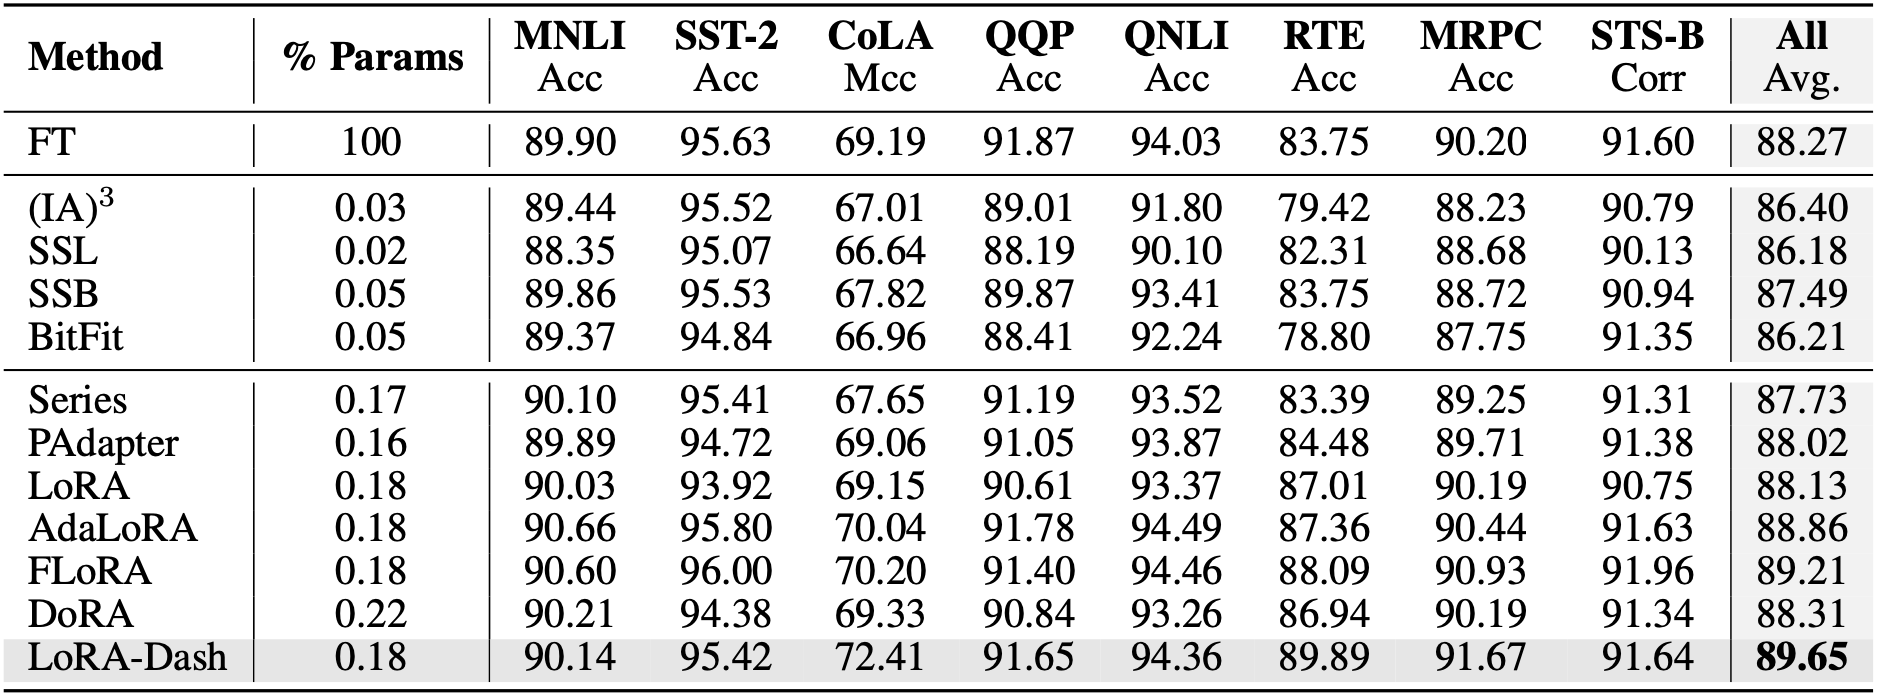 Method % Params MNLI SST-2 CoLA QQP QNLI RTE MRPC STS-B All
Acc Acc Mcc Acc Acc Acc Acc Corr Avg.
FT 100 89.90 95.63 69.19 91.87 94.03 83.75 90.20 91.60 88.27
(IA)³ 0.03 89.44 95.52 67.01 89.01 91.80 79.42 88.23 90.79 86.40
SSL 0.02 88.35 95.07 66.64 88.19 90.10 82.31 88.68 90.13 86.18
SSB 0.05 89.86 95.53 67.82 89.87 93.41 83.75 88.72 90.94 87.49
BitFit 0.05 89.37 94.84 66.96 88.41 92.24 78.80 87.75 91.35 86.21
Series 0.17 90.10 95.41 67.65 91.19 93.52 83.39 89.25 91.31 87.73
PAdapter 0.16 89.89 94.72 69.06 91.05 93.87 84.48 89.71 91.38 88.02
LoRA 0.18 90.03 93.92 69.15 90.61 93.37 87.01 90.19 90.75 88.13
AdaLoRA 0.18 90.66 95.80 70.04 91.78 94.49 87.36 90.44 91.63 88.86
FLoRA 0.18 90.60 96.00 70.20 91.40 94.46 88.09 90.93 91.96 89.21
DoRA 0.22 90.21 94.38 69.33 90.84 93.26 86.94 90.19 91.34 88.31
LoRA-Dash 0.18 90.14 95.42 72.41 91.65 94.36 89.89 91.67 91.64 89.65